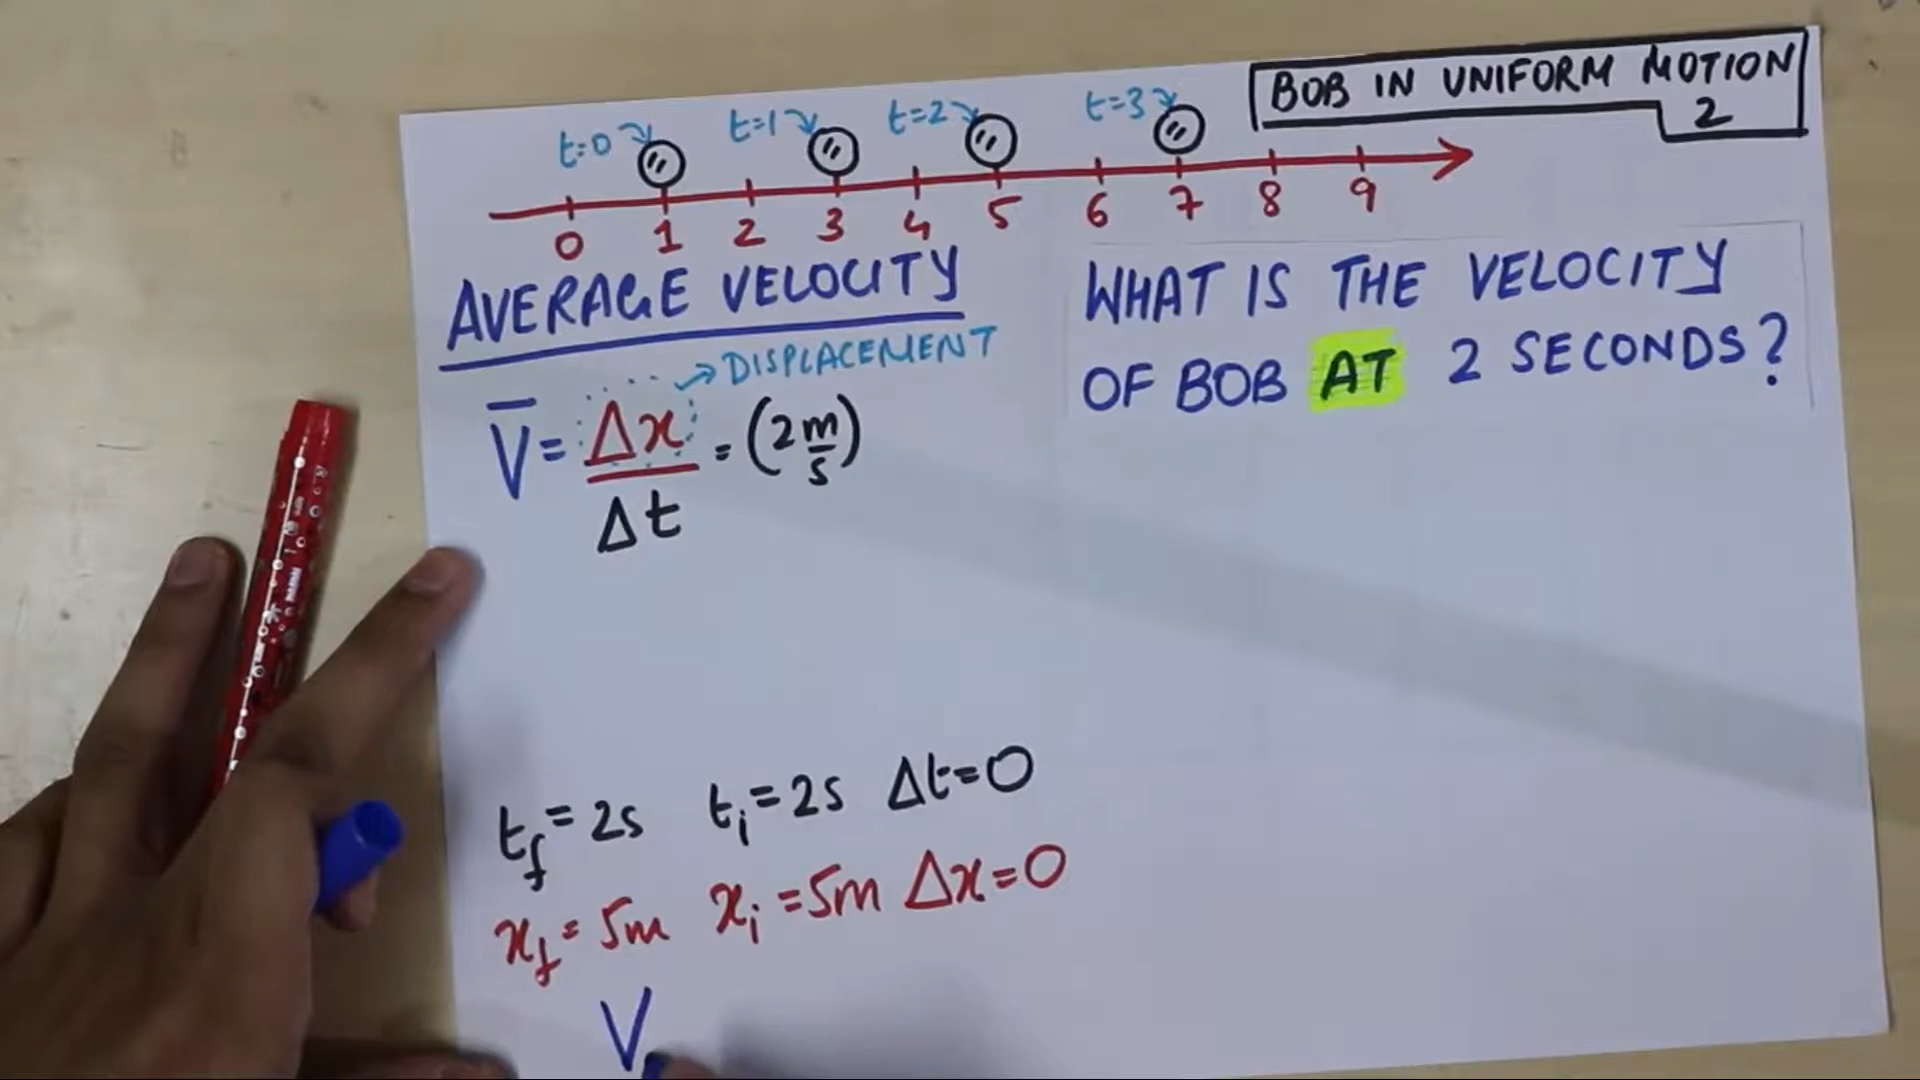 BOB IN UNIFORM MOTION
2
t=0 t=1 t=2 t=3
0 1 2 3 4 5 6 7 8 9
AVERAGE VELOCITY
→ DISPLACEMENT
V̅ = Δx/Δt = (2 m/s)
WHAT IS THE VELOCITY
OF BOB AT 2 SECONDS?
t_f = 2s t_i = 2s Δt=0
x_f = 5m x_i = 5m Δx=0
V